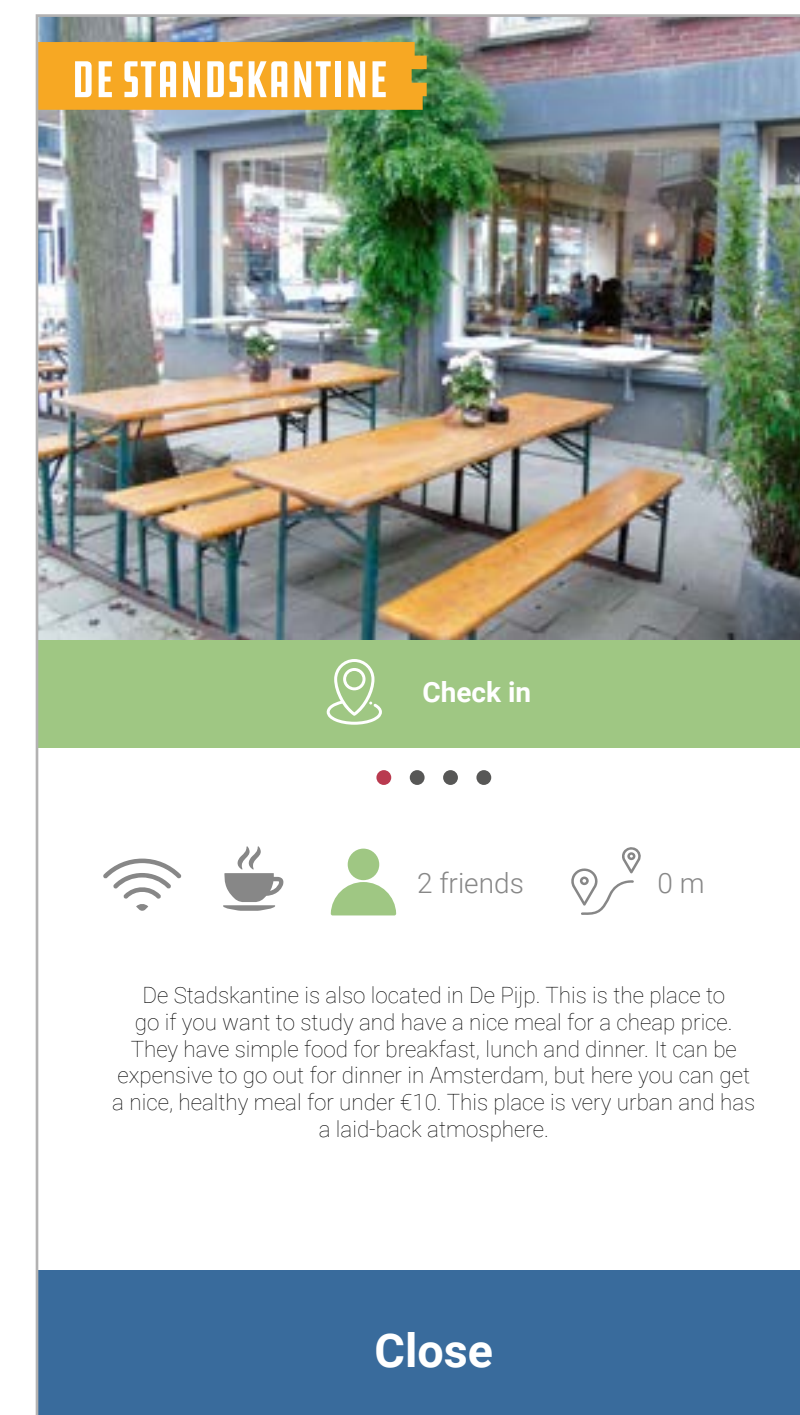 DE STANDSKANTINE
Check in
2 friends
0 m
De Stadskantine is also located in De Pijp. This is the place to
go if you want to study and have a nice meal for a cheap price.
They have simple food for breakfast, lunch and dinner. It can be
expensive to go out for dinner in Amsterdam, but here you can get
a nice, healthy meal for under €10. This place is very urban and has
a laid-back atmosphere.
Close